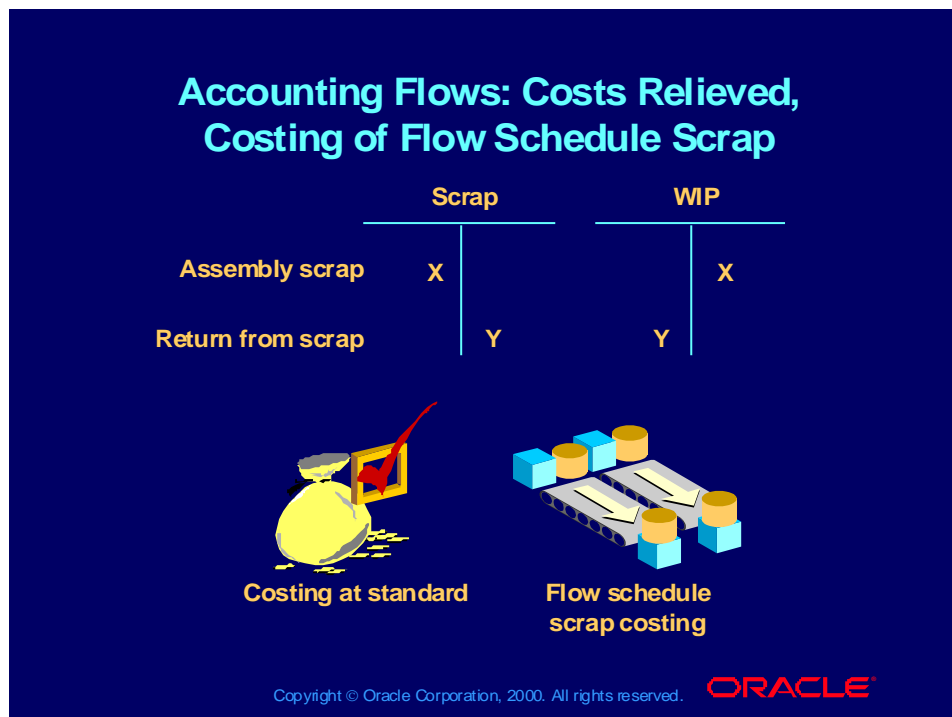 Accounting Flows: Costs Relieved,
Costing of Flow Schedule Scrap
Scrap WIP
Assembly scrap X X
Return from scrap Y Y
Costing at standard Flow schedule
scrap costing
Copyright © Oracle Corporation, 2000. All rights reserved. ORACLE®